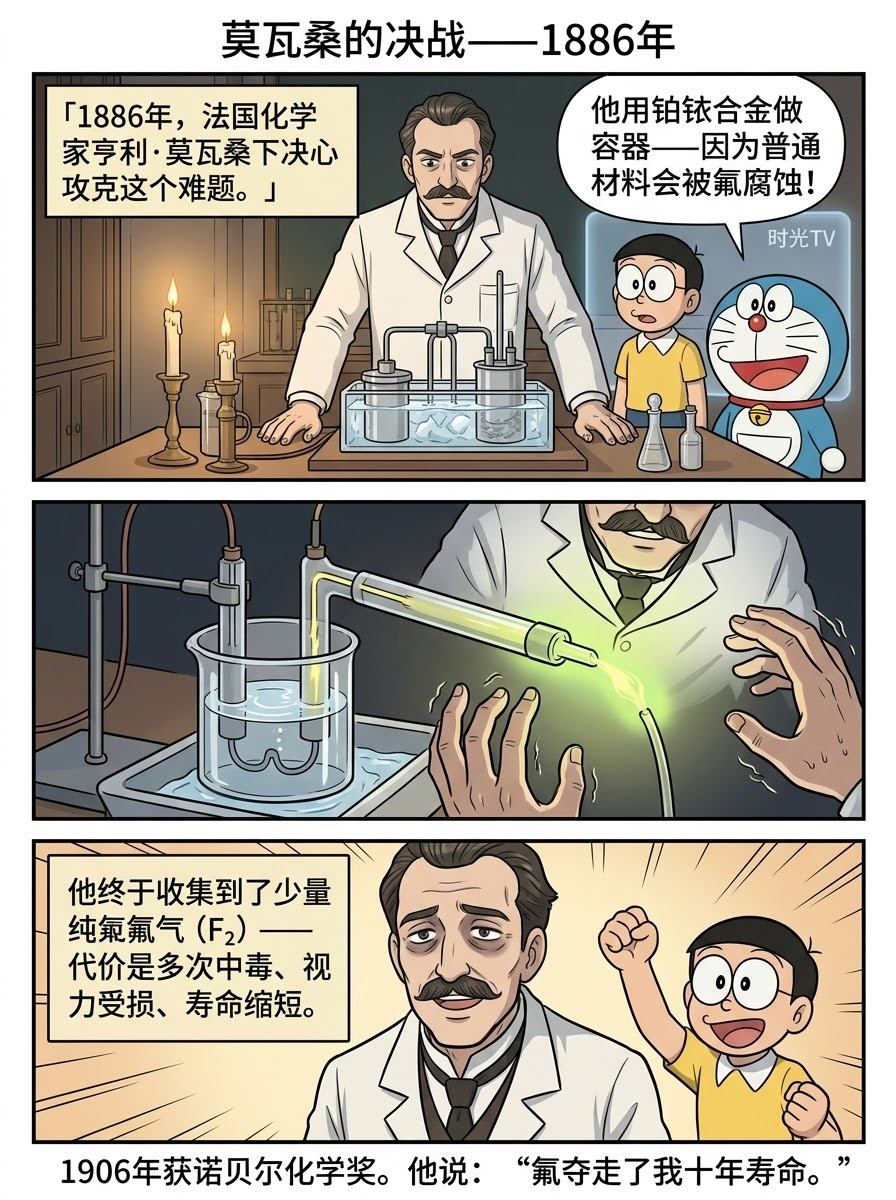 莫瓦桑的决战——1886年
「1886年，法国化学
家亨利·莫瓦桑下决心
攻克这个难题。」
他用铂铱合金做
容器——因为普通
材料会被氟腐蚀！
时光TV
他终于收集到了少量
纯氟气（F₂）——
代价是多次中毒、视
力受损、寿命缩短。
1906年获诺贝尔化学奖。他说：“氟夺走了我十年寿命。”